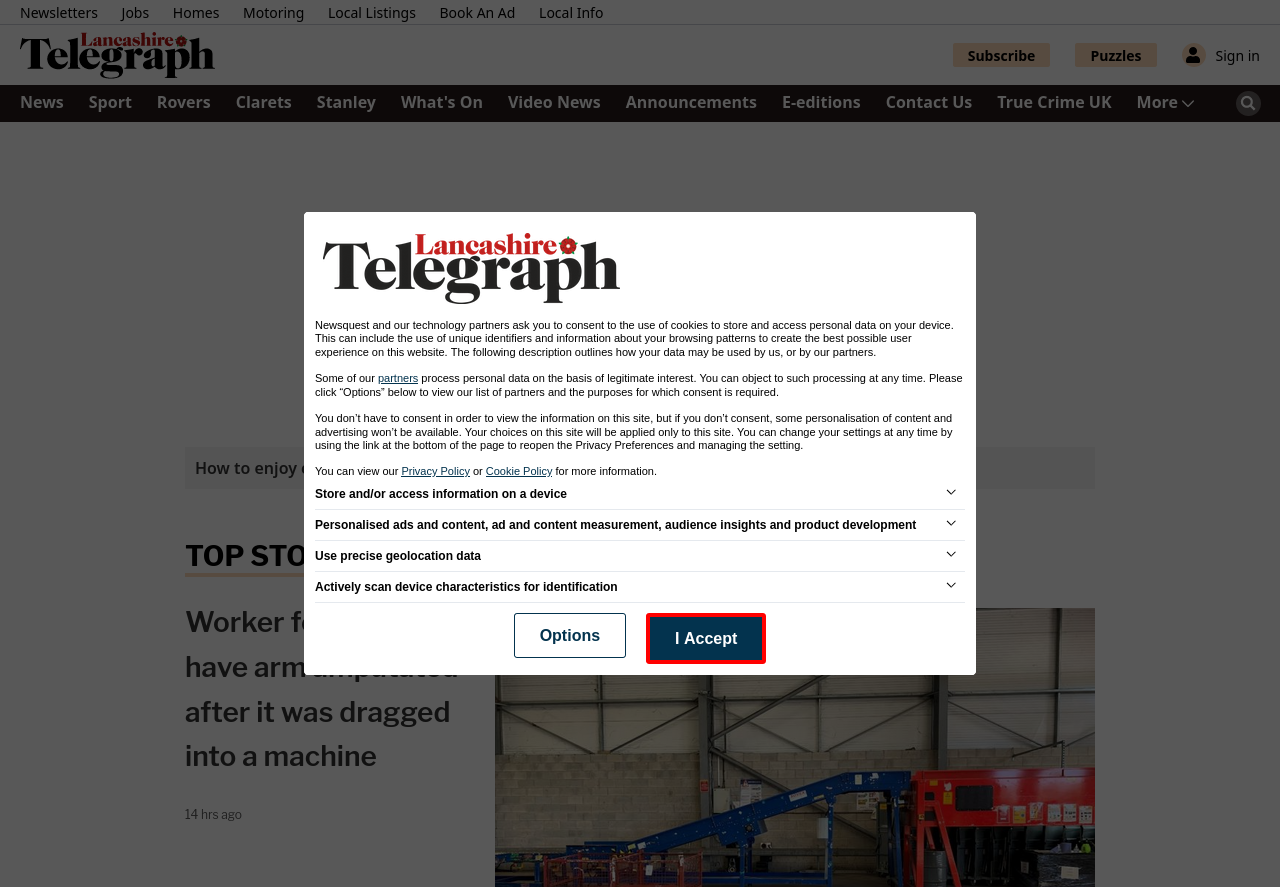 Newsletters Jobs Homes Motoring Local Listings Book An Ad Local Info
Lancashire
Telegraph
Subscribe Puzzles Sign in
News Sport Rovers Clarets Stanley What's On Video News Announcements E-editions Contact Us True Crime UK More
Lancashire
Telegraph
Newsquest and our technology partners ask you to consent to the use of cookies to store and access personal data on your device.
This can include the use of unique identifiers and information about your browsing patterns to create the best possible user
experience on this website. The following description outlines how your data may be used by us, or by our partners.
Some of our partners process personal data on the basis of legitimate interest. You can object to such processing at any time. Please
click “Options” below to view our list of partners and the purposes for which consent is required.
You don’t have to consent in order to view the information on this site, but if you don’t consent, some personalisation of content and
advertising won’t be available. Your choices on this site will be applied only to this site. You can change your settings at any time by
using the link at the bottom of the page to reopen the Privacy Preferences and managing the setting.
You can view our Privacy Policy or Cookie Policy for more information.
Store and/or access information on a device
Personalised ads and content, ad and content measurement, audience insights and product development
Use precise geolocation data
Actively scan device characteristics for identification
Options I Accept
How to enjoy
TOP STO
Worker
have arm amputated
after it was dragged
into a machine
14 hrs ago